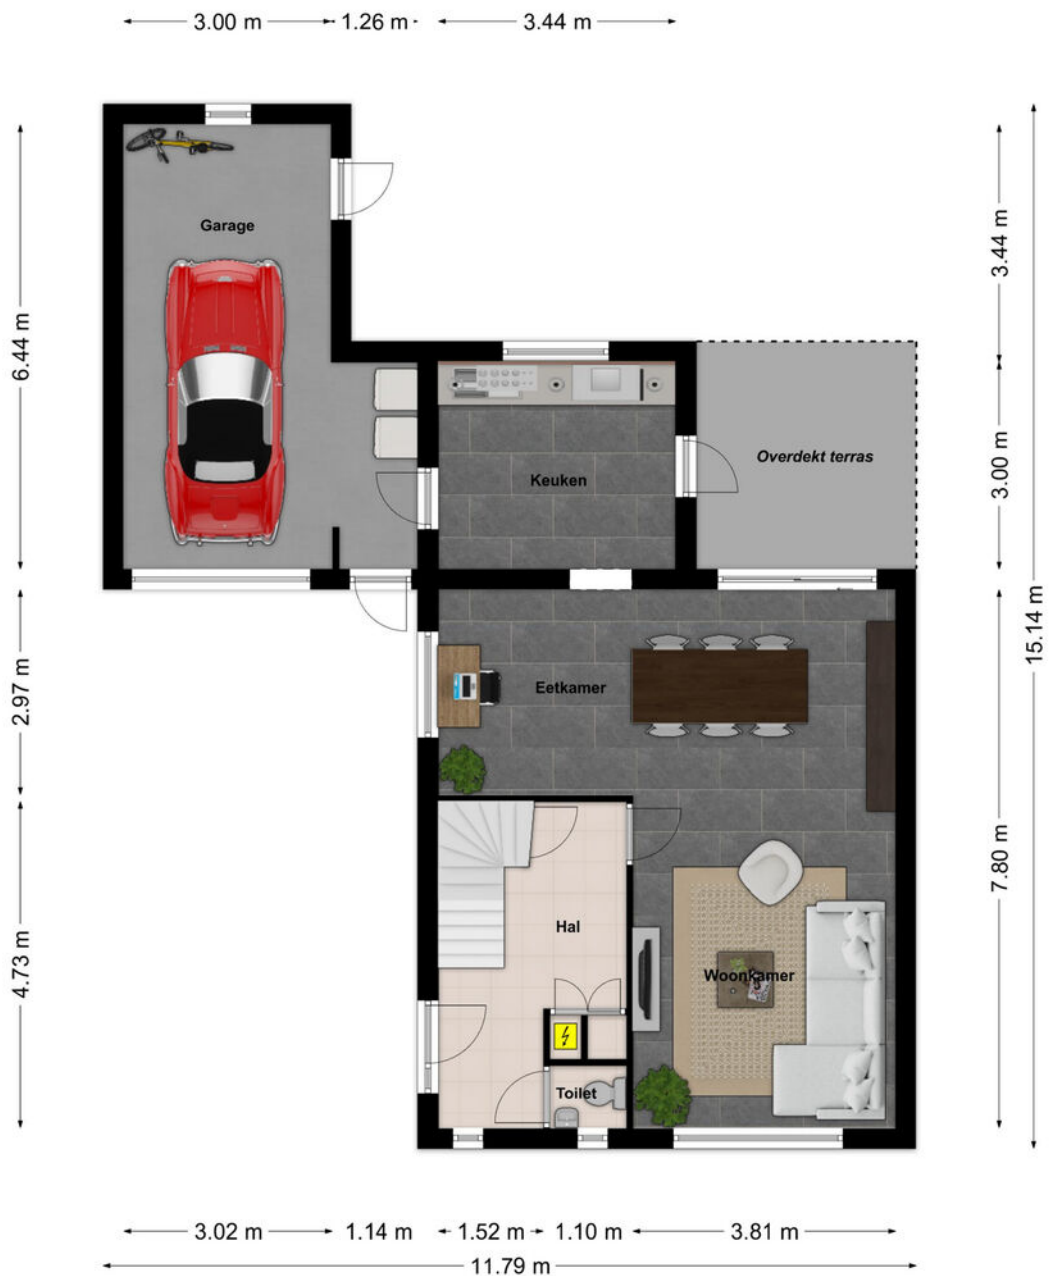 3.00 m
1.26 m
3.44 m
Garage
6.44 m
3.44 m
Keuken
Overdekt terras
3.00 m
15.14 m
2.97 m
Eetkamer
7.80 m
4.73 m
Hal
Woonkamer
Toilet
3.02 m
1.14 m
1.52 m
1.10 m
3.81 m
11.79 m